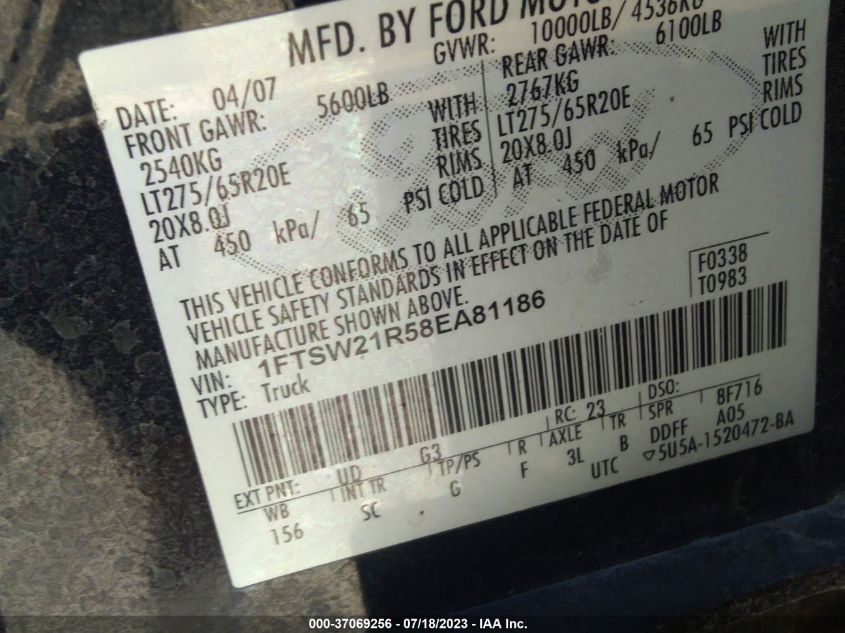 MFD. BY FORD MOTO
DATE: 04/07 GVWR: 10000LB/ 4536KG
FRONT GAWR: 5600LB REAR GAWR: 6100LB
2540KG WITH 2767KG WITH
LT275/65R20E TIRES LT275/65R20E TIRES
20X8.0J RIMS 20X8.0J RIMS
AT 450 kPa/ 65 PSI COLD AT 450 kPa/ 65 PSI COLD
THIS VEHICLE CONFORMS TO ALL APPLICABLE FEDERAL MOTOR
VEHICLE SAFETY STANDARDS IN EFFECT ON THE DATE OF
MANUFACTURE SHOWN ABOVE.
F0338
T0983
VIN: 1FTSW21R58EA81186
TYPE: Truck
EXT PNT: UD G3 RC: 23 DSO: 8F716
WB INT TR TP/PS R AXLE TR SPR A05
156 SC G F 3L B DDFF
UTC ▽5U5A-1520472-BA
000-37069256 - 07/18/2023 - IAA Inc.